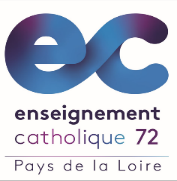 ec
enseignement
catholique 72
Pays de la Loire